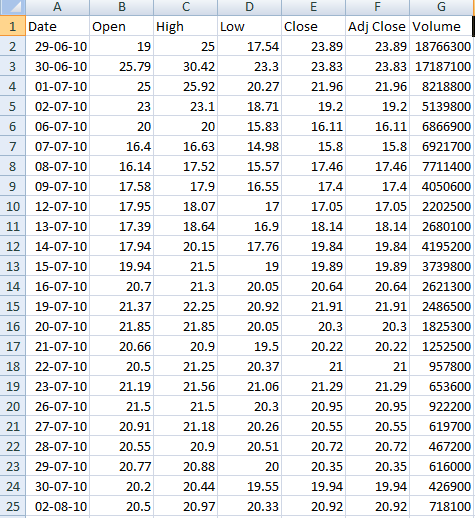 A B C D E F G
1 Date Open High Low Close Adj Close Volume
2 29-06-10 19 25 17.54 23.89 23.89 18766300
3 30-06-10 25.79 30.42 23.3 23.83 23.83 17187100
4 01-07-10 25 25.92 20.27 21.96 21.96 8218800
5 02-07-10 23 23.1 18.71 19.2 19.2 5139800
6 06-07-10 20 20 15.83 16.11 16.11 6866900
7 07-07-10 16.4 16.63 14.98 15.8 15.8 6921700
8 08-07-10 16.14 17.52 15.57 17.46 17.46 7711400
9 09-07-10 17.58 17.9 16.55 17.4 17.4 4050600
10 12-07-10 17.95 18.07 17 17.05 17.05 2202500
11 13-07-10 17.39 18.64 16.9 18.14 18.14 2680100
12 14-07-10 17.94 20.15 17.76 19.84 19.84 4195200
13 15-07-10 19.94 21.5 19 19.89 19.89 3739800
14 16-07-10 20.7 21.3 20.05 20.64 20.64 2621300
15 19-07-10 21.37 22.25 20.92 21.91 21.91 2486500
16 20-07-10 21.85 21.85 20.05 20.3 20.3 1825300
17 21-07-10 20.66 20.9 19.5 20.22 20.22 1252500
18 22-07-10 20.5 21.25 20.37 21 21 957800
19 23-07-10 21.19 21.56 21.06 21.29 21.29 653600
20 26-07-10 21.5 21.5 20.3 20.95 20.95 922200
21 27-07-10 20.91 21.18 20.26 20.55 20.55 619700
22 28-07-10 20.55 20.9 20.51 20.72 20.72 467200
23 29-07-10 20.77 20.88 20 20.35 20.35 616000
24 30-07-10 20.2 20.44 19.55 19.94 19.94 426900
25 02-08-10 20.5 20.97 20.33 20.92 20.92 718100